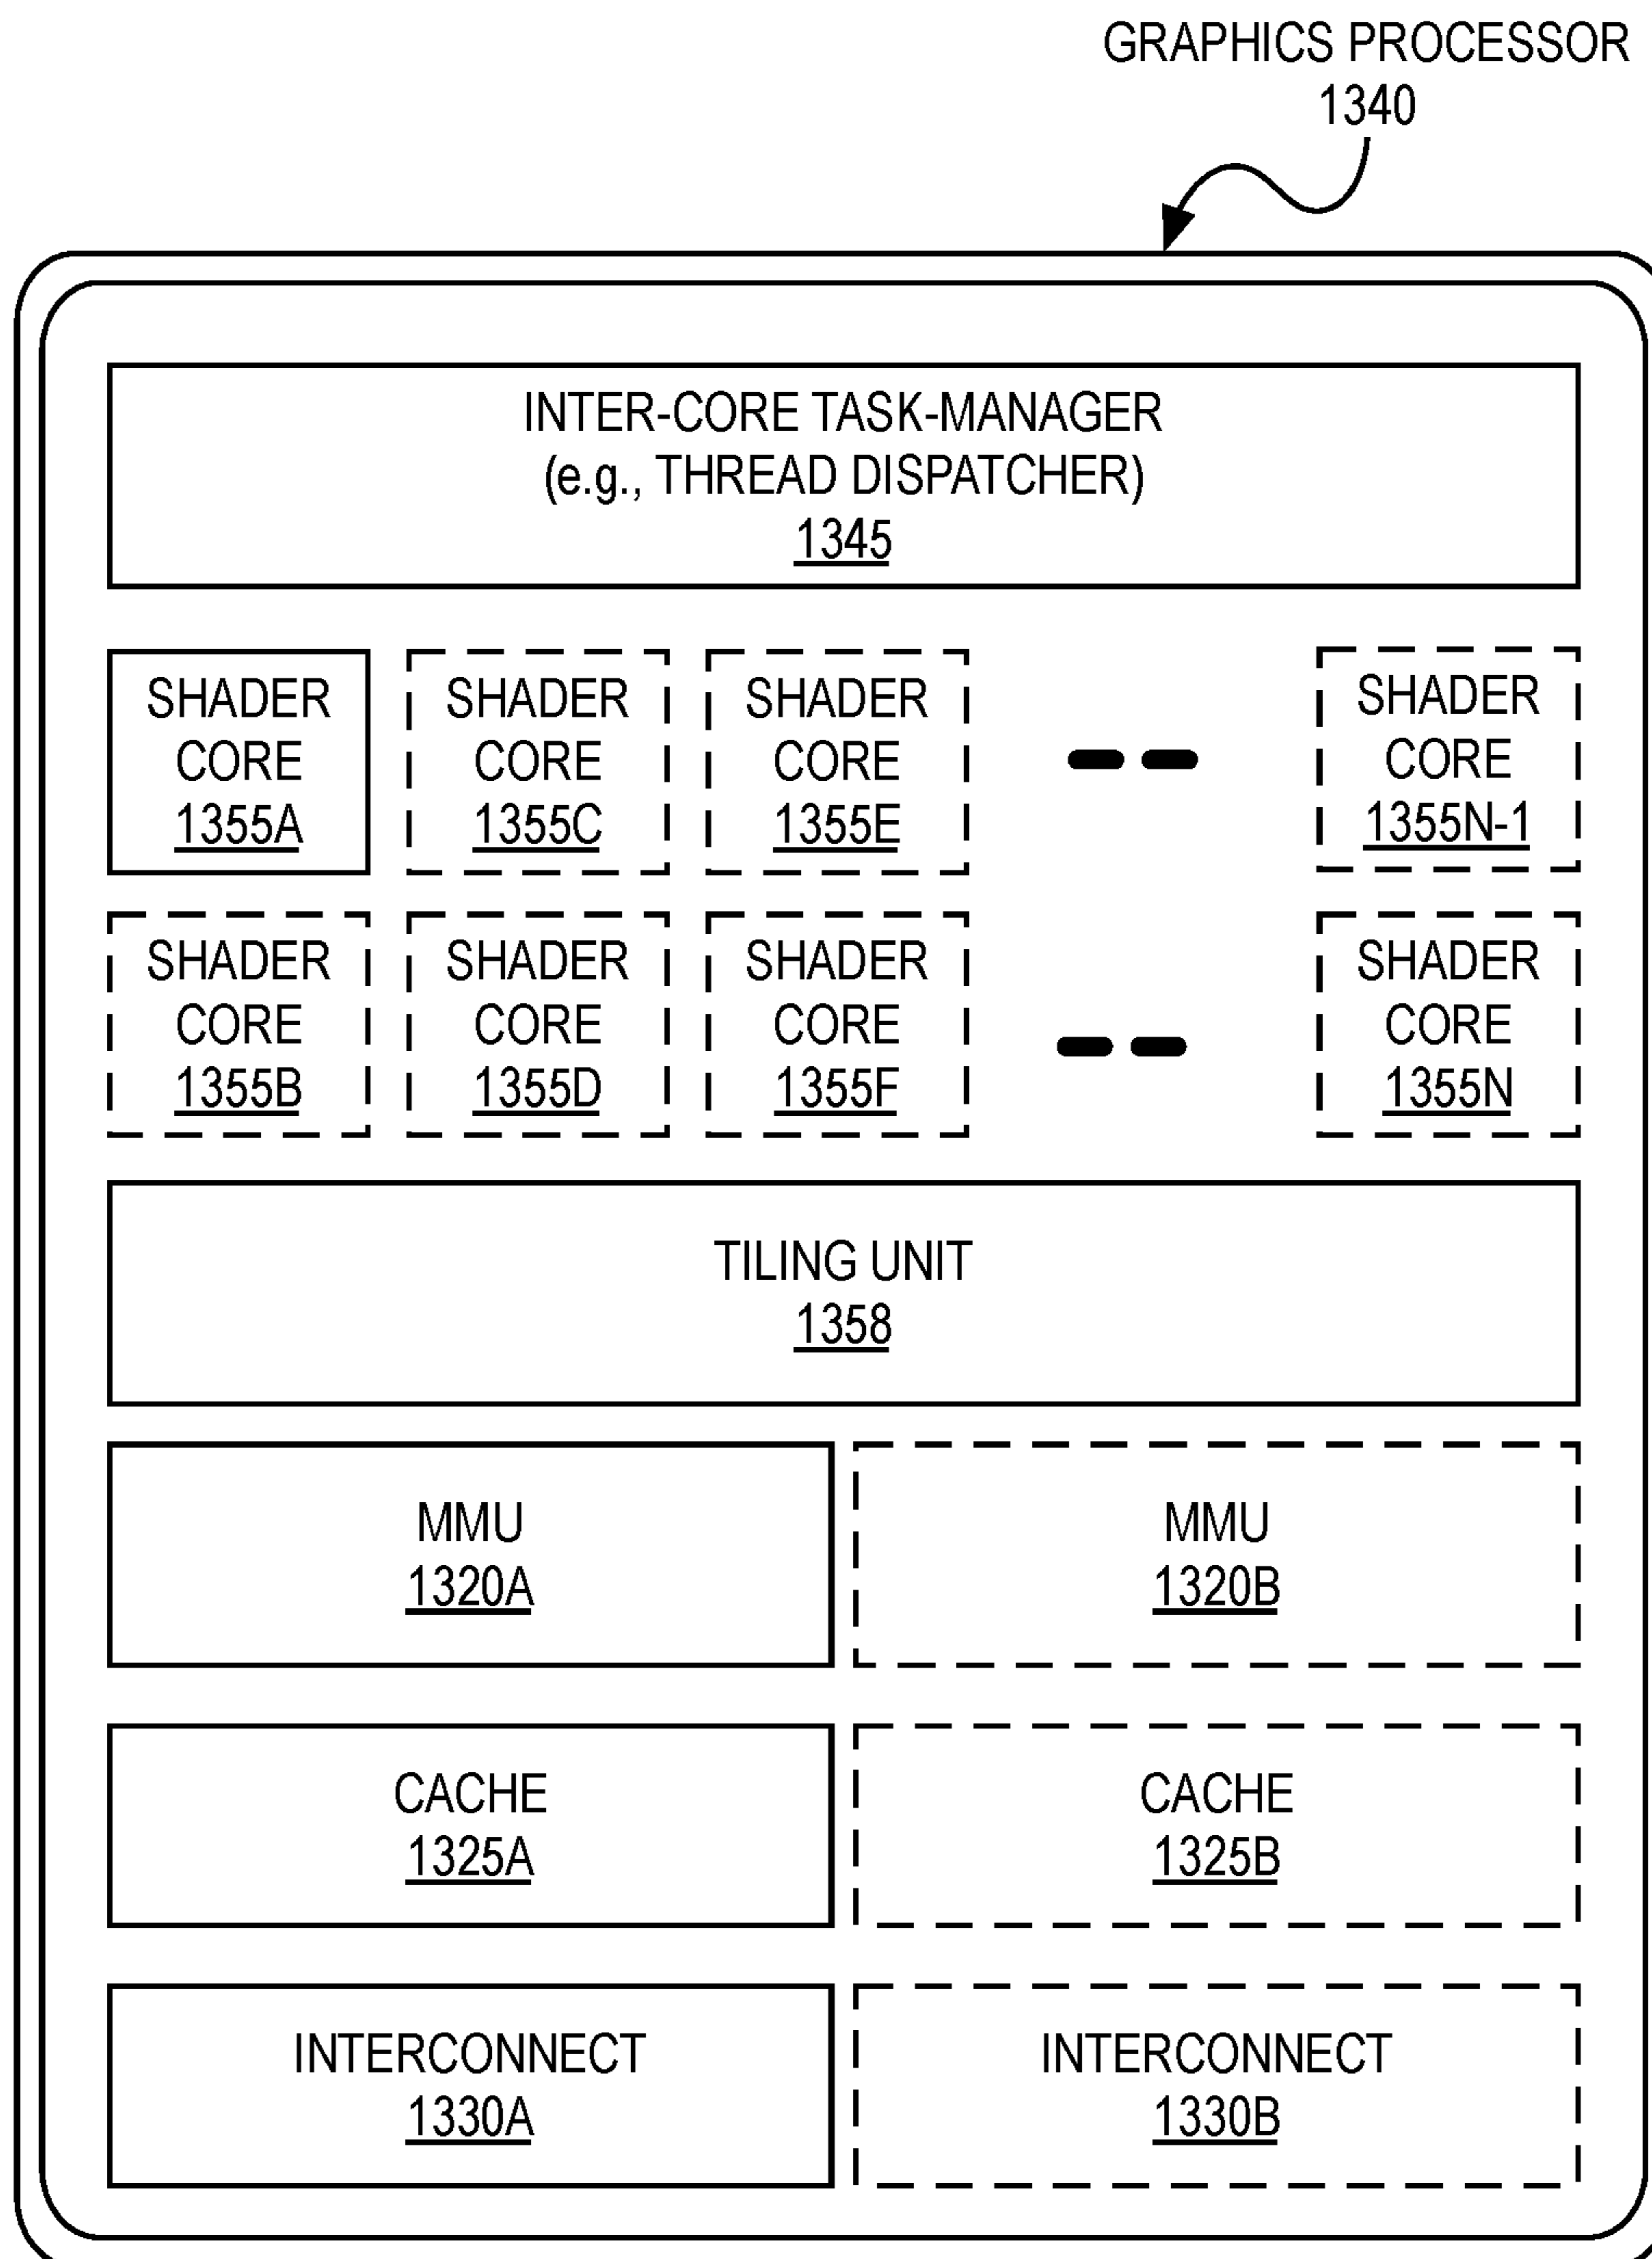 GRAPHICS PROCESSOR
1340
INTER-CORE TASK-MANAGER
(e.g., THREAD DISPATCHER)
1345
SHADER
CORE
1355A
SHADER
CORE
1355C
SHADER
CORE
1355E
SHADER
CORE
1355N-1
SHADER
CORE
1355B
SHADER
CORE
1355D
SHADER
CORE
1355F
SHADER
CORE
1355N
TILING UNIT
1358
MMU
1320A
MMU
1320B
CACHE
1325A
CACHE
1325B
INTERCONNECT
1330A
INTERCONNECT
1330B